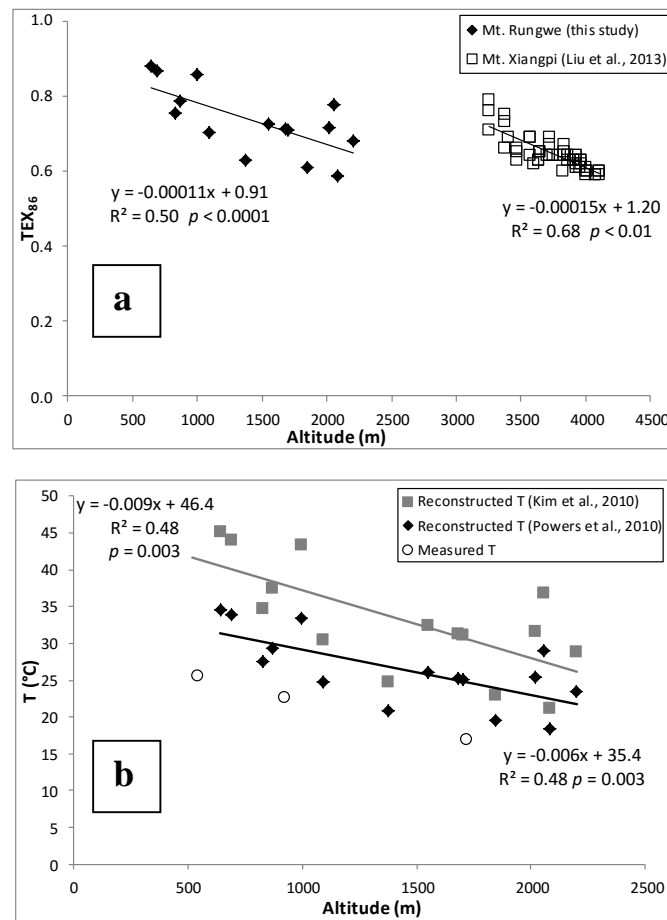 ◆ Mt. Rungwe (this study)
□ Mt. Xiangpi (Liu et al., 2013)
1.0
0.8
0.6
0.4
0.2
0.0
TEX86
y = -0.00011x + 0.91
R² = 0.50 p < 0.0001
y = -0.00015x + 1.20
R² = 0.68 p < 0.01
a
0 500 1000 1500 2000 2500 3000 3500 4000 4500
Altitude (m)
■ Reconstructed T (Kim et al., 2010)
◆ Reconstructed T (Powers et al., 2010)
○ Measured T
y = -0.009x + 46.4
R² = 0.48
p = 0.003
50
45
40
35
30
25
20
15
10
5
0
T (°C)
y = -0.006x + 35.4
R² = 0.48 p = 0.003
b
0 500 1000 1500 2000 2500
Altitude (m)